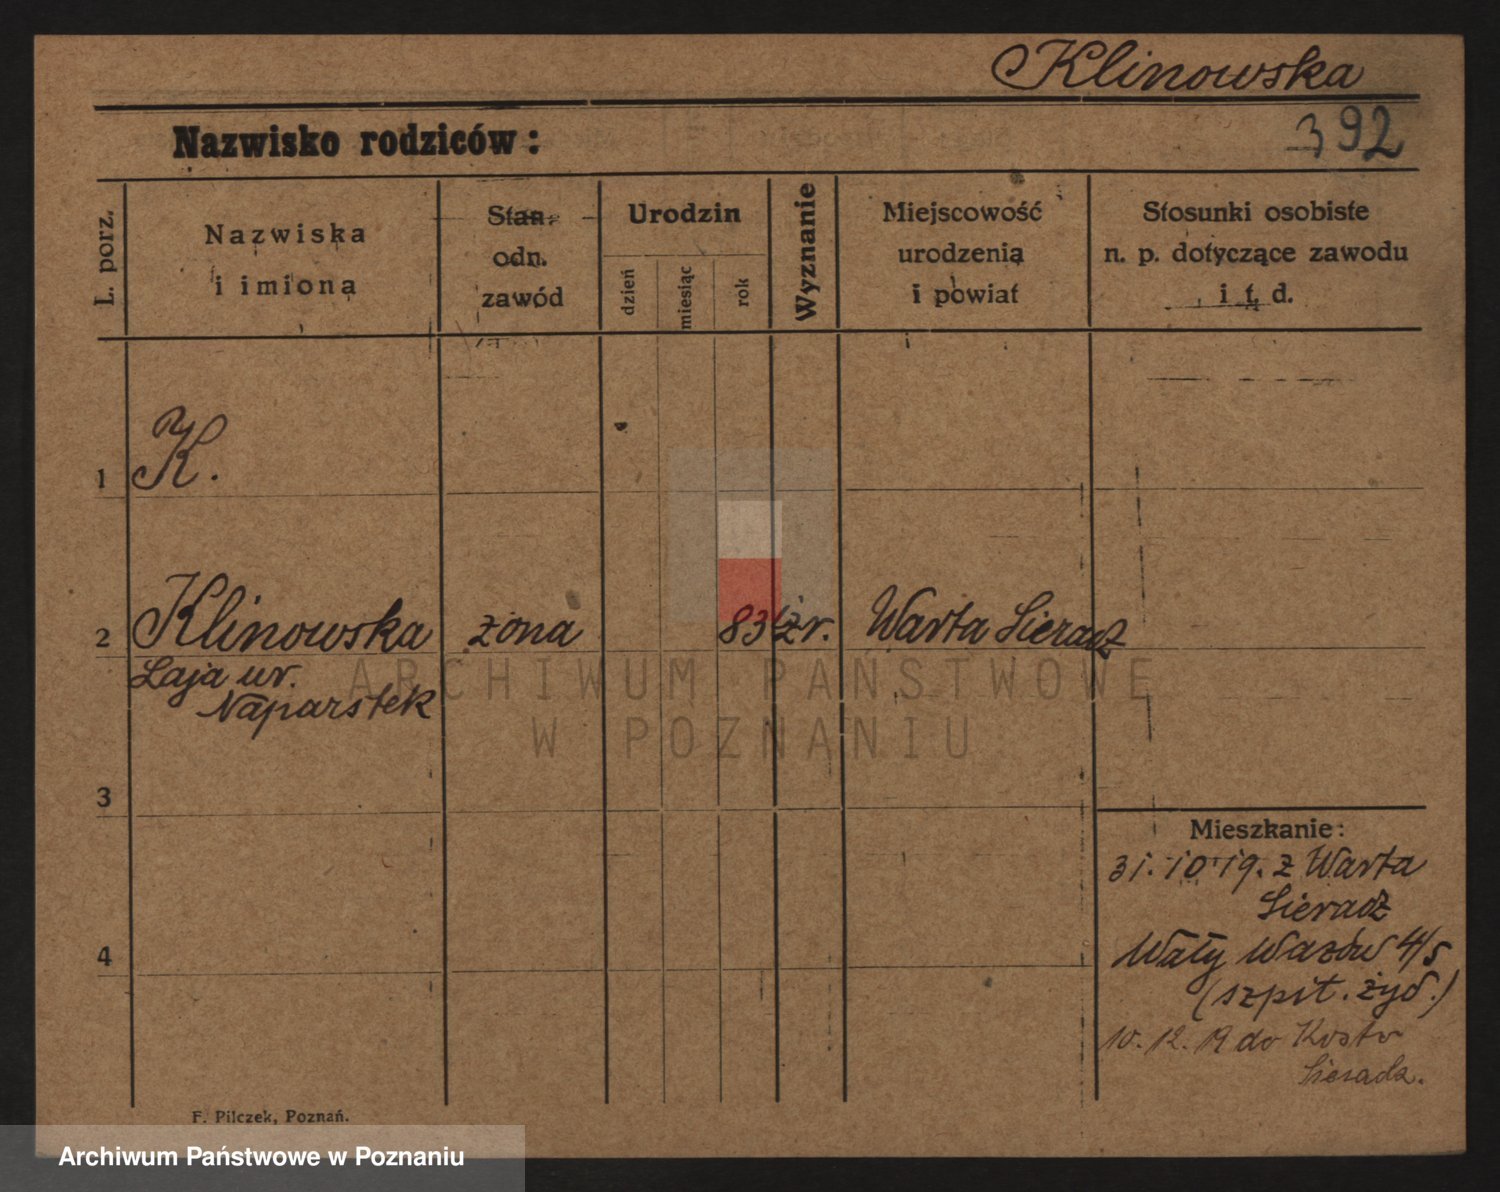 Klinowska
392
Nazwisko rodziców:
L. porz.
Nazwiska
i imiona
Stan
odn.
zawód
Urodzin
dzień
miesiąc
rok
Wyznanie
Miejscowość
urodzenia
i powiat
Stosunki osobiste
n. p. dotyczące zawodu
i t. d.
1 K.
2 Klinowska żona 83 żr. Warta Sieradz
Laja ur.
Naparstek
ARCHIWUM PAŃSTWOWE
W POZNANIU
3
Mieszkanie:
31.10.19. z Warta
Sieradz
4
Wały Wazów 4/5
(szpit. żyd.)
10. 12. 19 do
Sieradz.
F. Pilczek, Poznań.
Archiwum Państwowe w Poznaniu